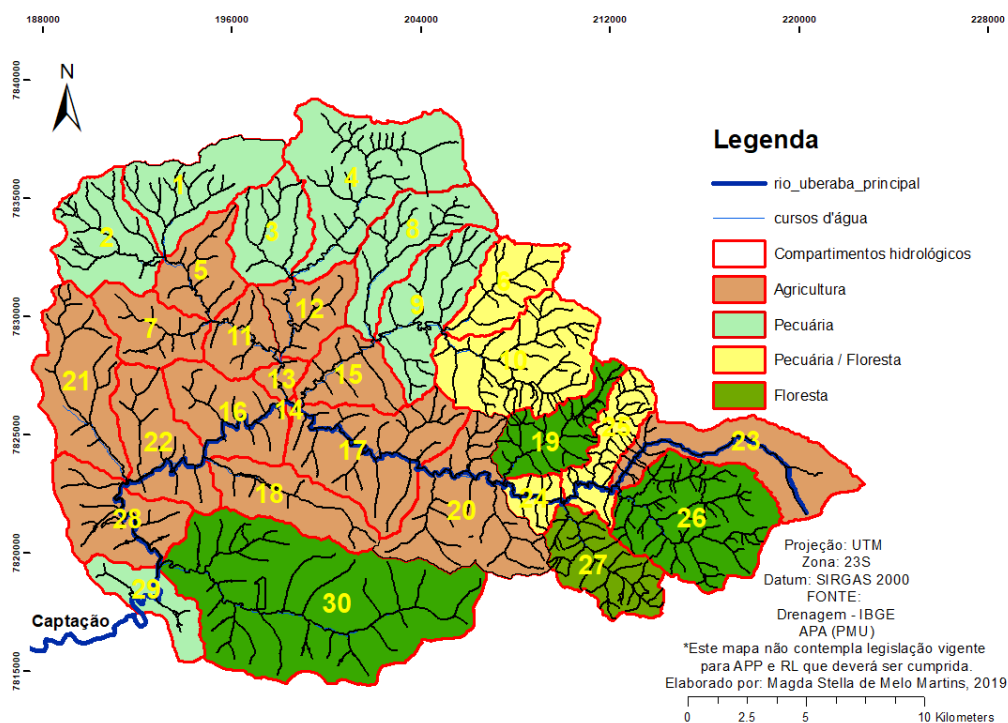 188000 196000 204000 212000 220000 228000
7840000
N
Legenda
4
1
rio_uberaba_principal
7835000
cursos d'água
2 3 8
Compartimentos hidrológicos
5
Agricultura
6
12 9
7830000
Pecuária
7 11
10
Pecuária / Floresta
21 13 15
Floresta
16 14
7825000
22 17 19 23
18 20
28 26
7820000
Projeção: UTM
27
Zona: 23S
29 1 30
Datum: SIRGAS 2000
FONTE:
Captação
Drenagem - IBGE
APA (PMU)
*Este mapa não contempla legislação vigente
para APP e RL que deverá ser cumprida.
7815000
Elaborado por: Magda Stella de Melo Martins, 2019
0 2.5 5 10 Kilometers